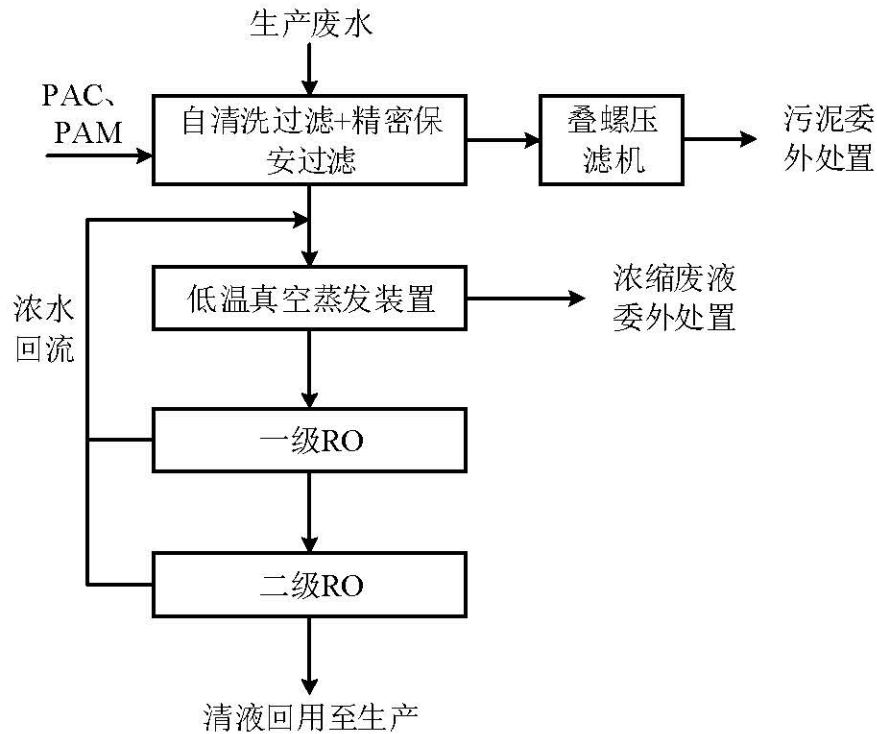 生产废水
PAC、
PAM
自清洗过滤+精密保
安过滤
叠螺压
滤机
污泥委
外处置
低温真空蒸发装置
浓缩废液
委外处置
浓水
回流
一级RO
二级RO
清液回用至生产